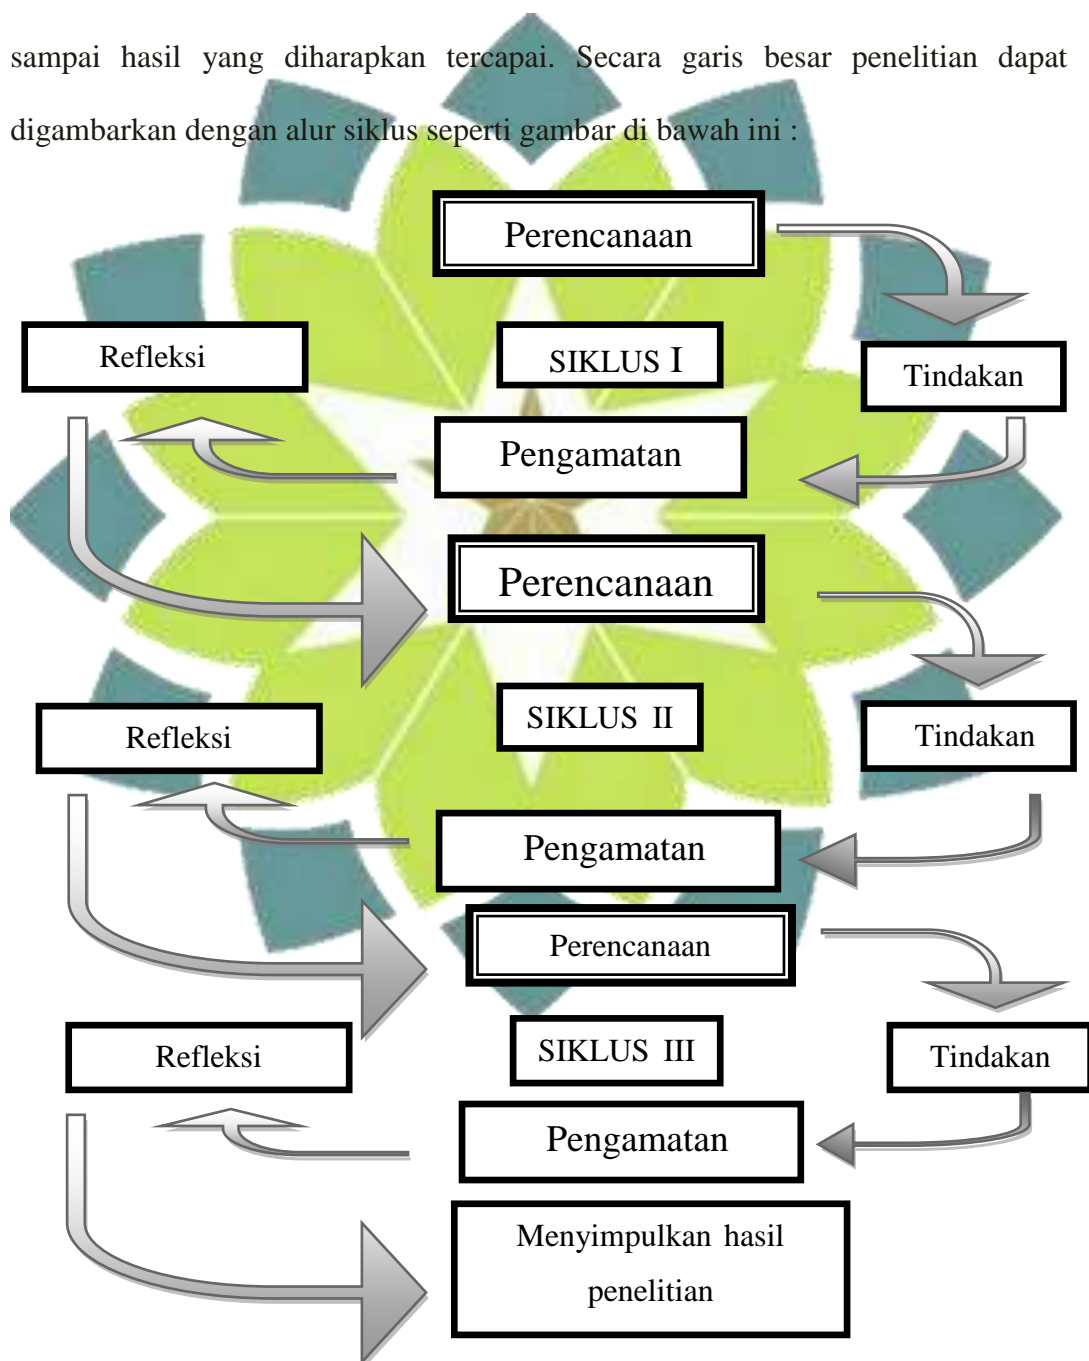 sampai hasil yang diharapkan tercapai. Secara garis besar penelitian dapat
digambarkan dengan alur siklus seperti gambar di bawah ini :
Perencanaan
Refleksi
SIKLUS I
Tindakan
Pengamatan
Perencanaan
Refleksi
SIKLUS II
Tindakan
Pengamatan
Perencanaan
Refleksi
SIKLUS III
Tindakan
Pengamatan
Menyimpulkan hasil
penelitian